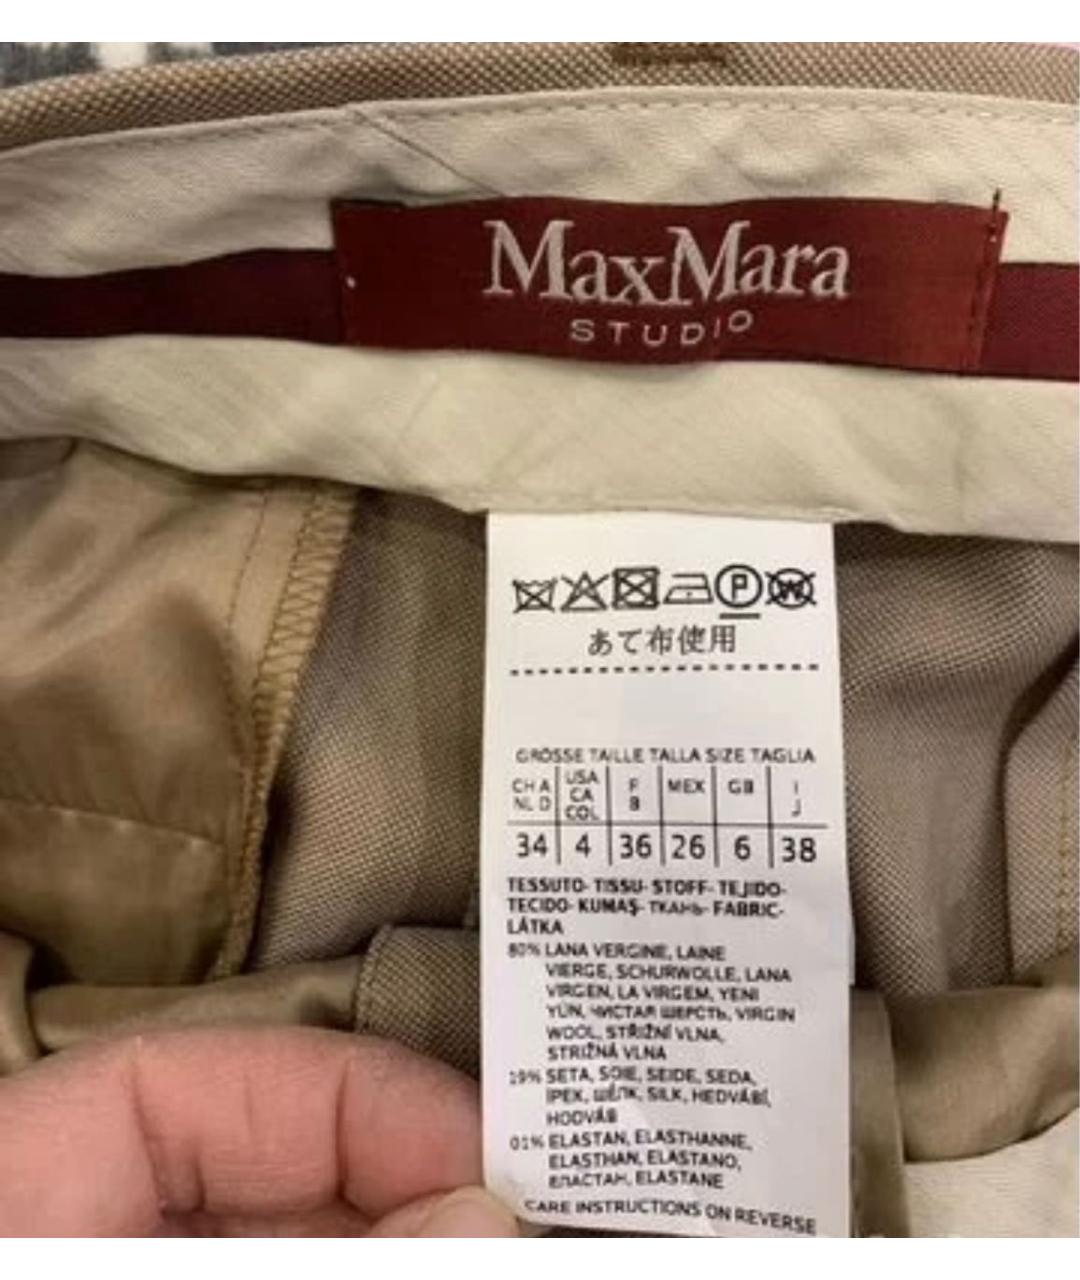 MaxMara
STUDIO
P W
あて布使用
GRÖSSE TAILLE TALLA SIZE TAGLIA
CH A NL D USA CA COL F B MEX GB I J
34 4 36 26 6 38
TESSUTO- TISSU- STOFF- TEJIDO-
TECIDO- KUMAŞ- ТКАНЬ- FABRIC-
LÁTKA
80% LANA VERGINE, LAINE
VIERGE, SCHURWOLLE, LANA
VIRGEN, LA VIRGEM, YENI
YÜN, ЧИСТАЯ ШЕРСТЬ, VIRGIN
WOOL, STŘIŽNÍ VLNA,
STRIŽNÁ VLNA
19% SETA, SOIE, SEIDE, SEDA,
IPEK, ШЁЛК, SILK, HEDVÁBÍ,
HODVÁB
01% ELASTAN, ELASTHANNE,
ELASTHAN, ELASTANO,
ЕЛАСТАН, ELASTANE
CARE INSTRUCTIONS ON REVERSE